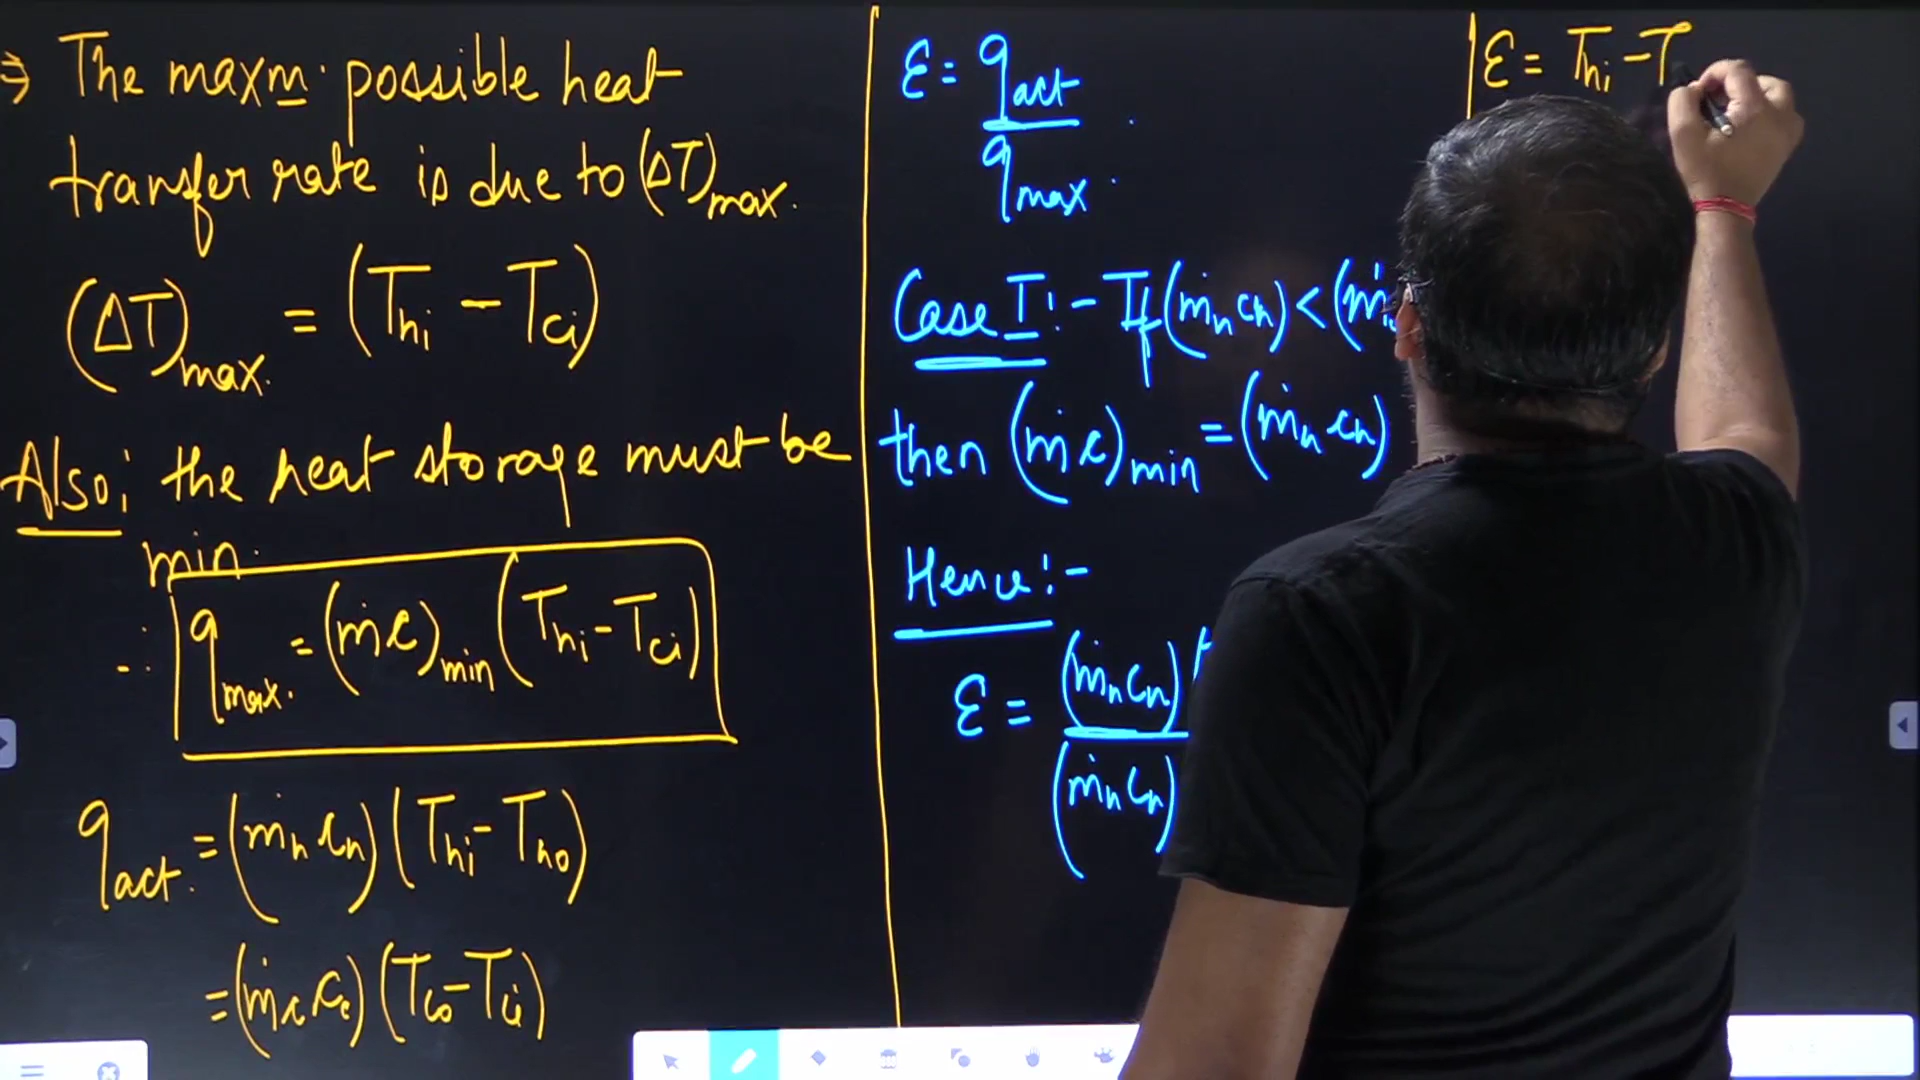 ⇒ The maxm. possible heat
transfer rate is due to (ΔT)max.
(ΔT)max. = (Thi - Tci)
Also; the heat storage must be
min.
∴ qmax. = (ṁc)min (Thi - Tci)
qact. = (ṁh ch) (Thi - Tho)
= (ṁc cc) (Tco - Tci)
ε = qact / qmax
Case I :- If (ṁh ch) < (ṁ
then (ṁc)min = (ṁh ch)
Hence :-
ε = (ṁh ch) / (ṁh ch)
ε = Thi - T